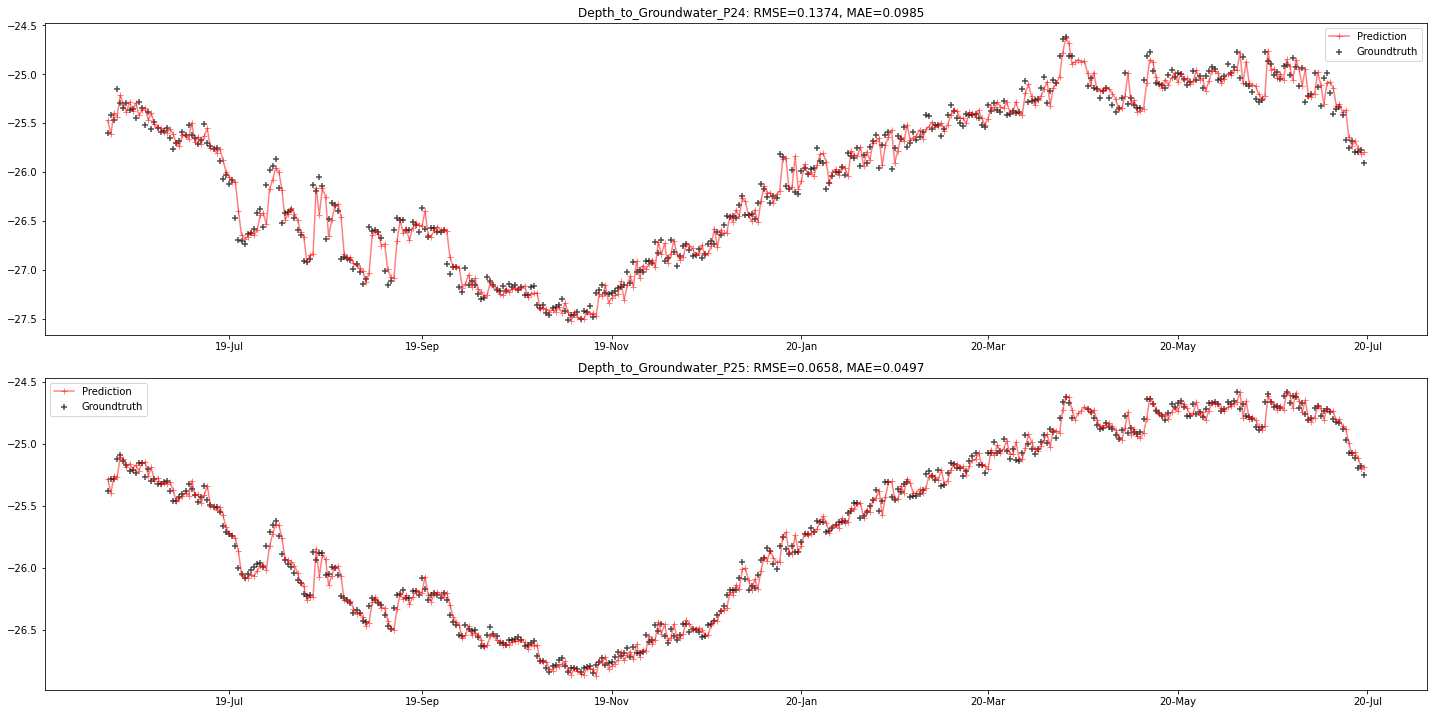 Depth_to_Groundwater_P24: RMSE=0.1374, MAE=0.0985
−24.5
−25.0
−25.5
−26.0
−26.5
−27.0
−27.5
Prediction
Groundtruth
19-Jul 19-Sep 19-Nov 20-Jan 20-Mar 20-May 20-Jul
Depth_to_Groundwater_P25: RMSE=0.0658, MAE=0.0497
−24.5
−25.0
−25.5
−26.0
−26.5
Prediction
Groundtruth
19-Jul 19-Sep 19-Nov 20-Jan 20-Mar 20-May 20-Jul